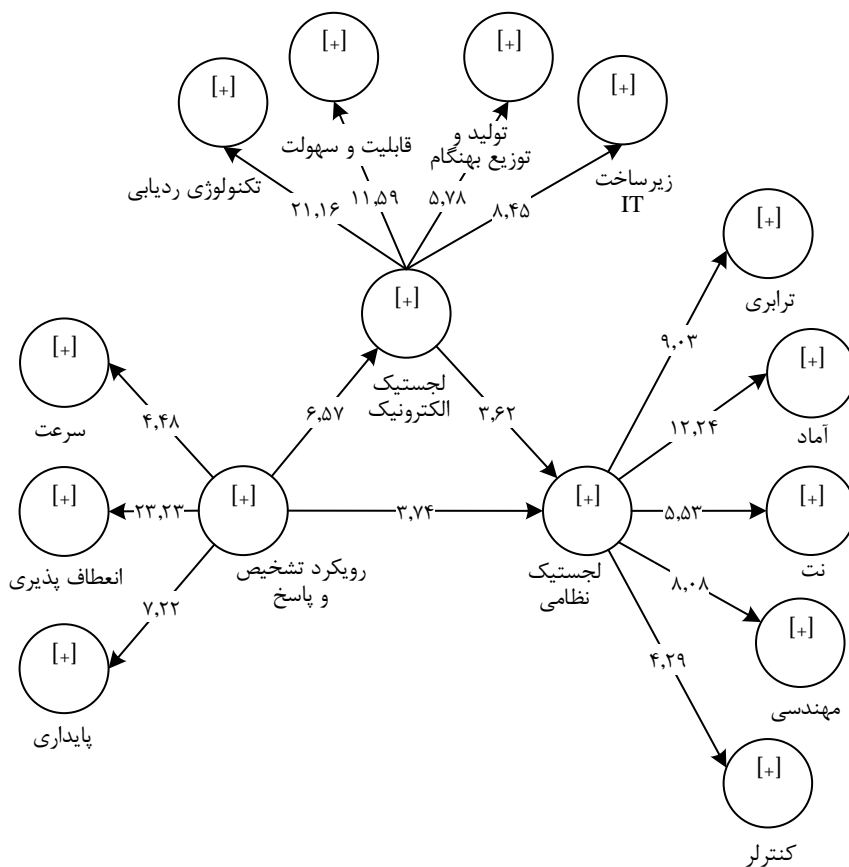 [+]
[+]
[+]
[+]
تولید و
توزیع بهنگام
قابلیت و سهولت
تکنولوژی ردیابی
زیرساخت
IT
۲۱,۱۶
۱۱,۵۹
۵,۷۸
۸,۴۵
[+]
ترابری
[+]
لجستیک
الکترونیک
۹,۰۳
[+]
سرعت
[+]
آماد
۴,۴۸
۶,۵۷
۳,۶۲
۱۲,۲۴
[+]
انعطاف پذیری
۲۳,۲۳
[+]
رویکرد تشخیص
و پاسخ
۳,۷۴
[+]
لجستیک
نظامی
۵,۵۳
[+]
نت
۷,۲۲
۸,۰۸
۴,۲۹
[+]
پایداری
[+]
مهندسی
[+]
کنترلر